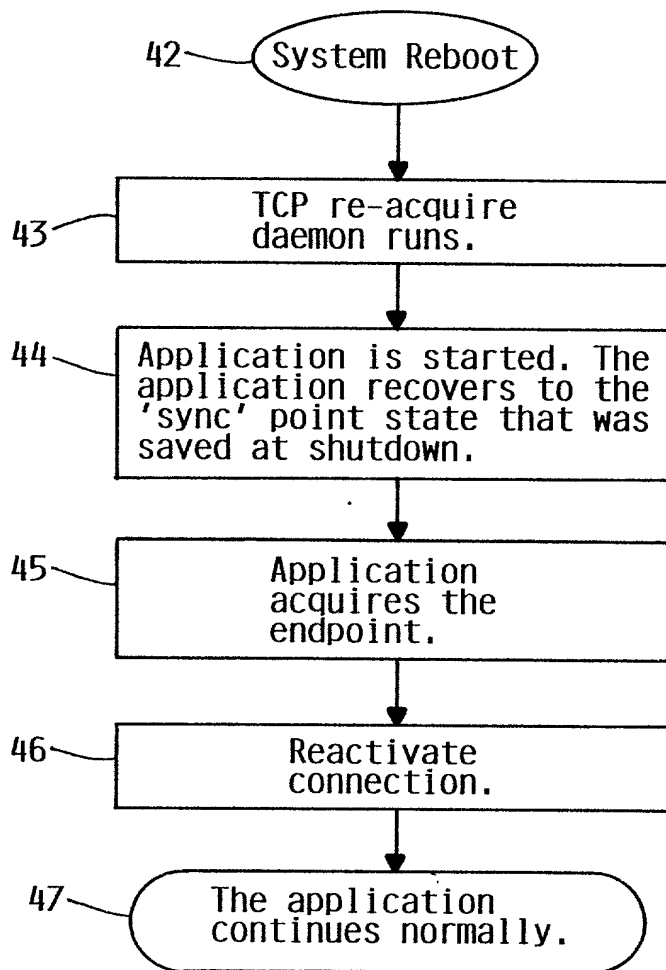 42
System Reboot
43
TCP re-acquire
daemon runs.
44
Application is started. The
application recovers to the
'sync' point state that was
saved at shutdown.
45
Application
acquires the
endpoint.
46
Reactivate
connection.
47
The application
continues normally.